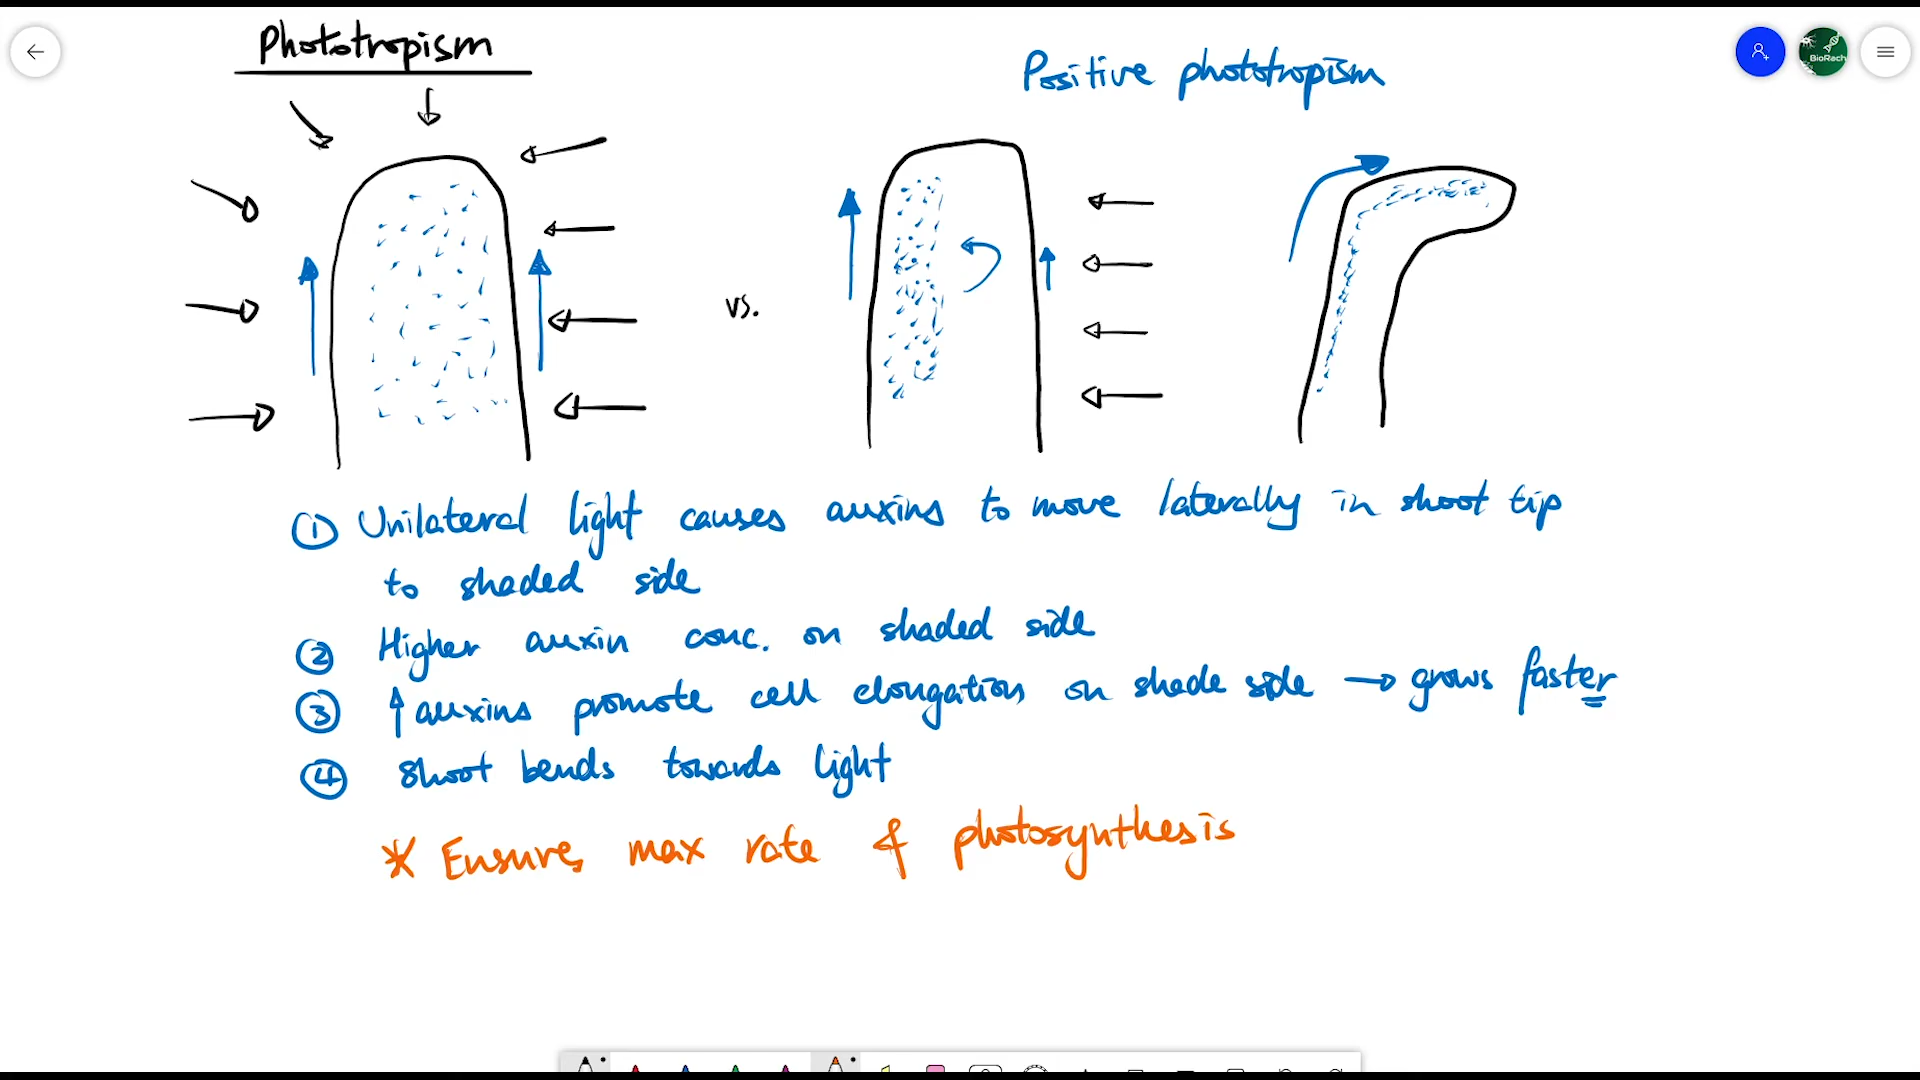 Phototropism
Positive phototropism
BioRach
vs.
① Unilateral light causes auxins to move laterally in shoot tip
to shaded side
② Higher auxin conc. on shaded side
③ ↑ auxins promote cell elongation on shade side → grows faster
④ Shoot bends towards light
* Ensures max rate of photosynthesis